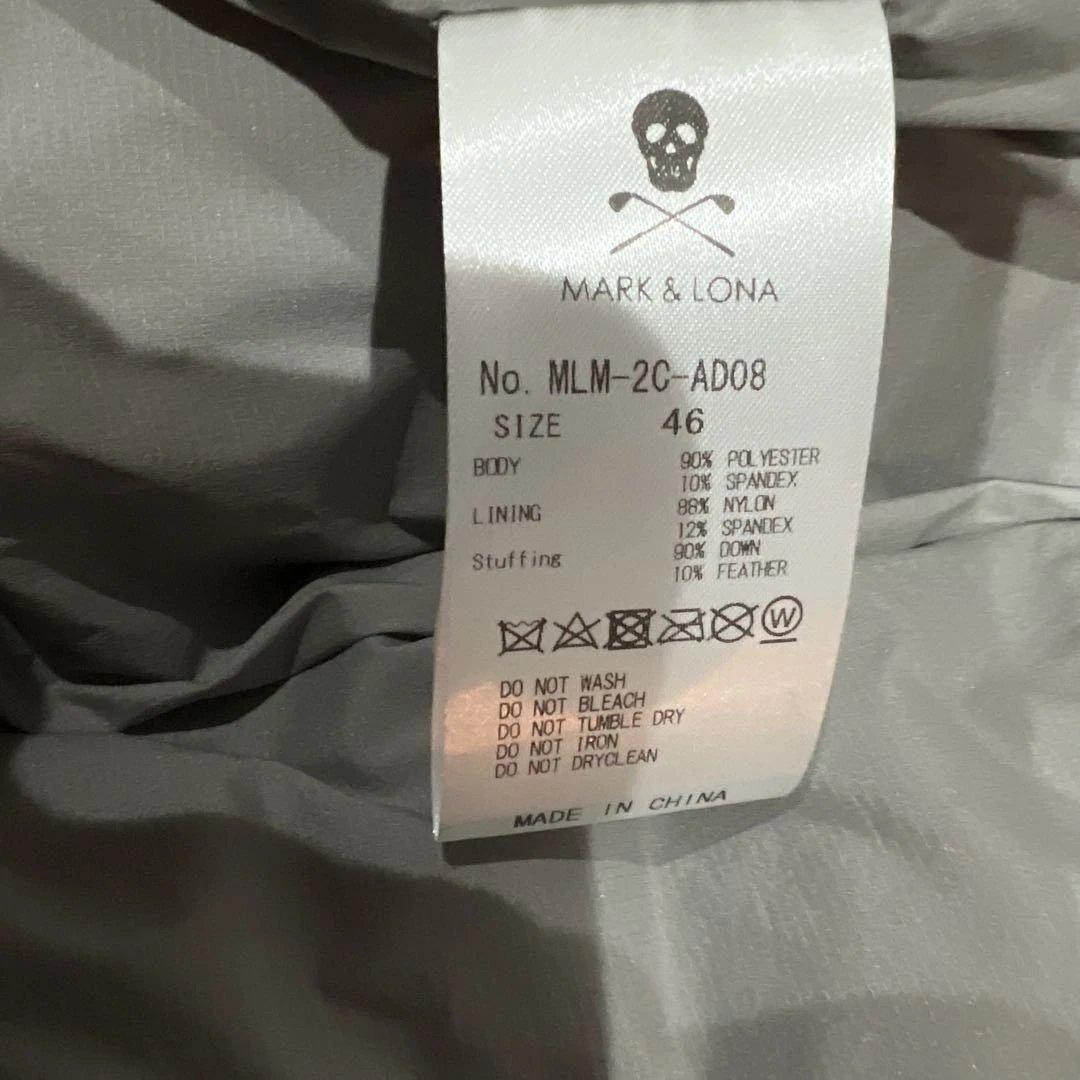 MARK & LONA
No. MLM-2C-AD08
SIZE 46
BODY 90% POLYESTER
10% SPANDEX
LINING 88% NYLON
12% SPANDEX
Stuffing 90% DOWN
10% FEATHER
W
DO NOT WASH
DO NOT BLEACH
DO NOT TUMBLE DRY
DO NOT IRON
DO NOT DRYCLEAN
MADE IN CHINA